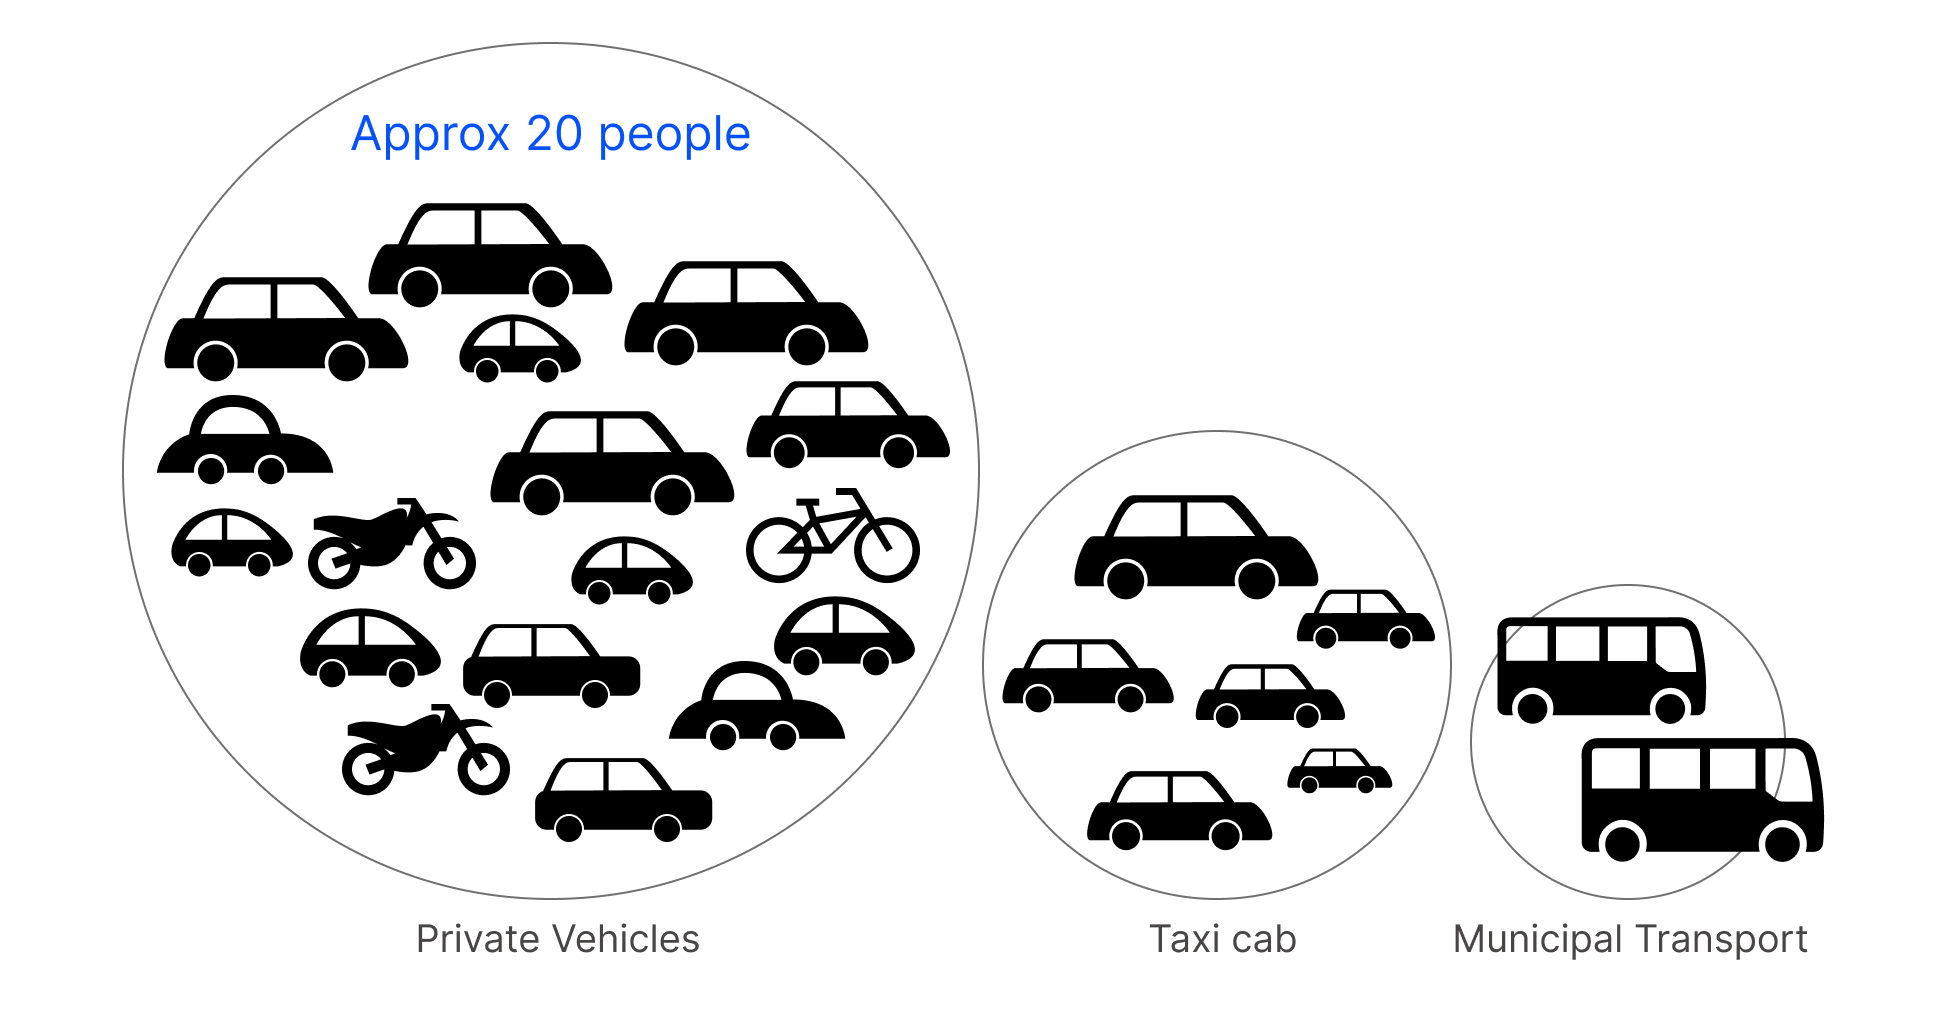 Approx 20 people
Private Vehicles
Taxi cab
Municipal Transport